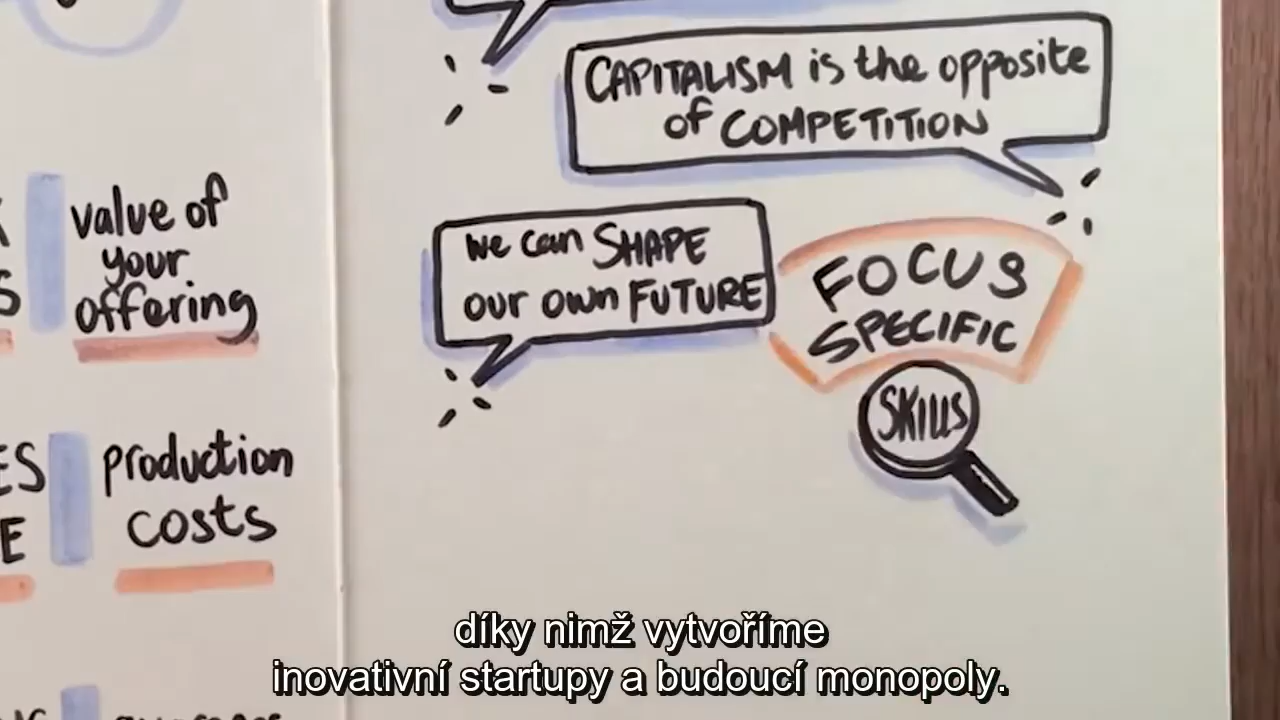 CAPITALISM is the opposite
of COMPETITION
value of
your
offering
we can SHAPE
our own FUTURE
FOCUS
SPECIFIC
SKILLS
production
costs
díky nimž vytvoříme
inovativní startupy a budoucí monopoly.